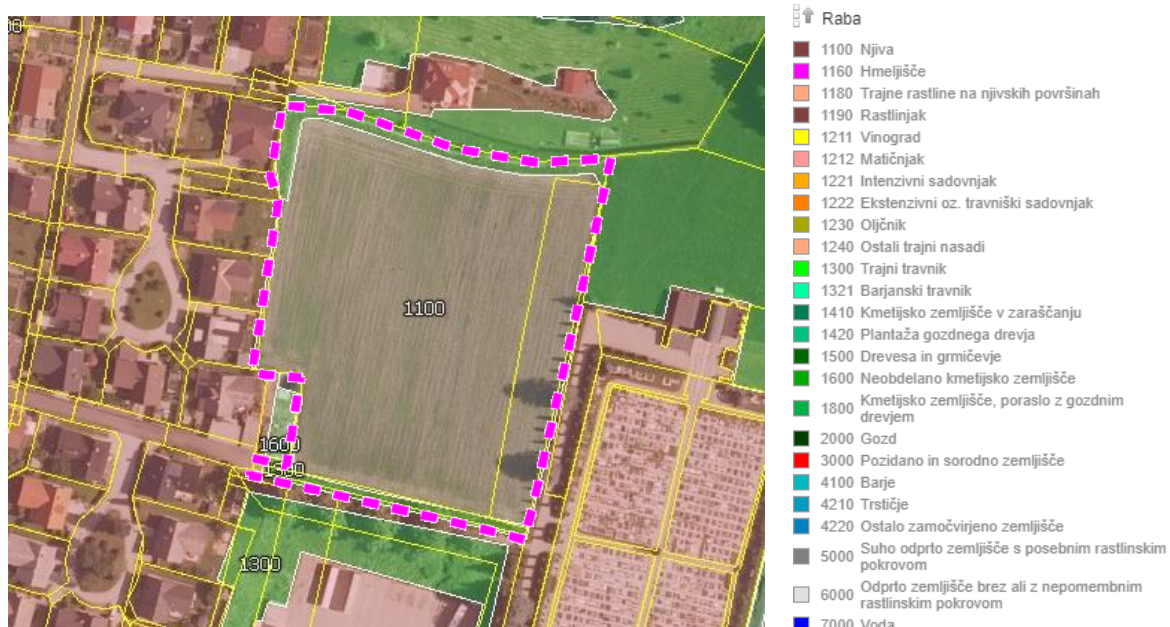 00
1100
1600
1300
1300
Raba
1100 Njiva
1160 Hmeljišče
1180 Trajne rastline na njivskih površinah
1190 Rastlinjak
1211 Vinograd
1212 Matičnjak
1221 Intenzivni sadovnjak
1222 Ekstenzivni oz. travniški sadovnjak
1230 Oljčnik
1240 Ostali trajni nasadi
1300 Trajni travnik
1321 Barjanski travnik
1410 Kmetijsko zemljišče v zaraščanju
1420 Plantaža gozdnega drevja
1500 Drevesa in grmičevje
1600 Neobdelano kmetijsko zemljišče
1800 Kmetijsko zemljišče, poraslo z gozdnim
drevjem
2000 Gozd
3000 Pozidano in sorodno zemljišče
4100 Barje
4210 Trstičje
4220 Ostalo zamočvirjeno zemljišče
5000 Suho odprto zemljišče s posebnim rastlinskim
pokrovom
6000 Odprto zemljišče brez ali z nepomembnim
rastlinskim pokrovom
7000 Voda